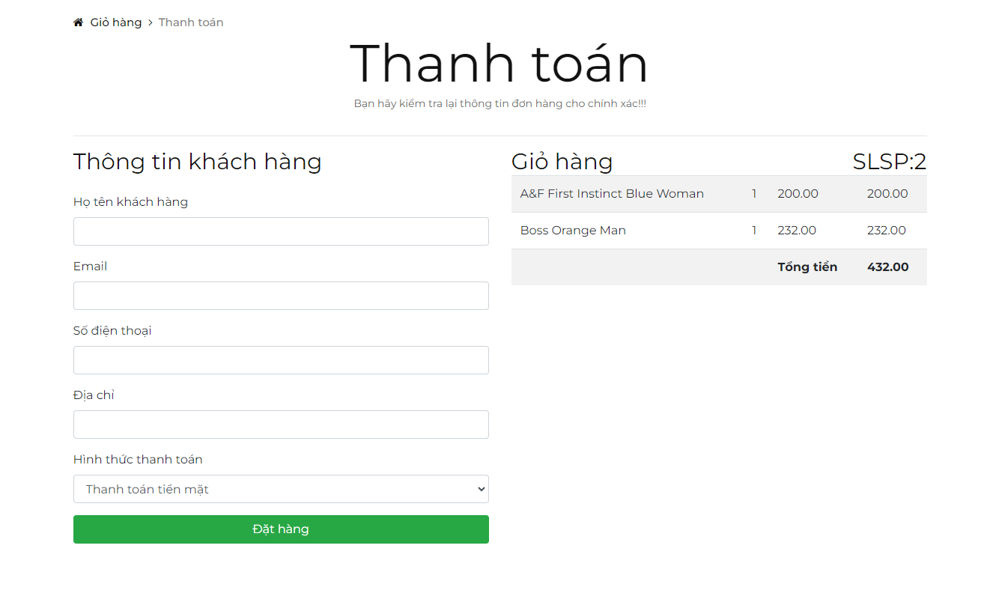 Giỏ hàng > Thanh toán
Thanh toán
Bạn hãy kiểm tra lại thông tin đơn hàng cho chính xác!!!
Thông tin khách hàng
Họ tên khách hàng
Email
Số điện thoại
Địa chỉ
Hình thức thanh toán
Thanh toán tiền mặt
Đặt hàng
Giỏ hàng SLSP:2
A&F First Instinct Blue Woman 1 200.00 200.00
Boss Orange Man 1 232.00 232.00
Tổng tiền 432.00